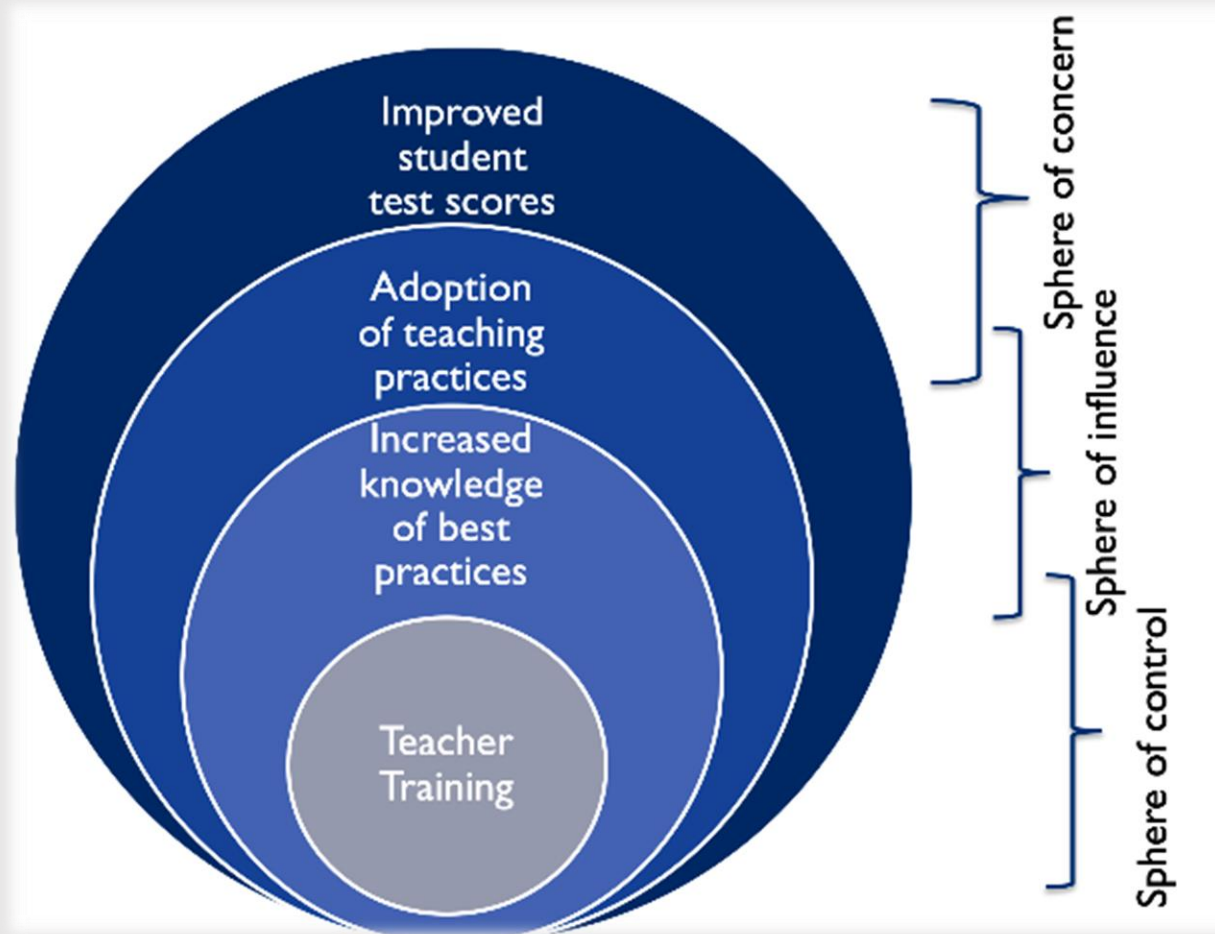 Improved
student
test scores
Adoption
of teaching
practices
Increased
knowledge
of best
practices
Teacher
Training
Sphere of concern
Sphere of influence
Sphere of control